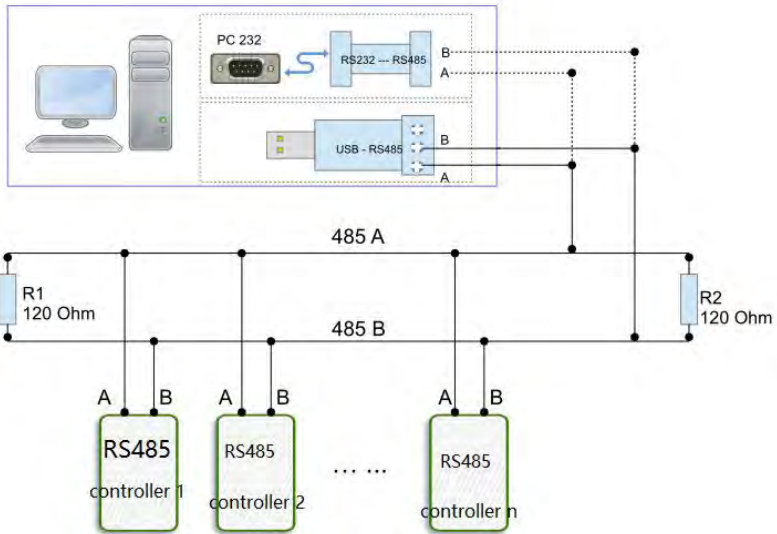 PC 232
RS232 --- RS485
B
A
USB - RS485
B
A
485 A
R1
120 Ohm
R2
120 Ohm
485 B
A B
A B
A B
RS485
controller 1
RS485
controller 2
... ...
RS485
controller n